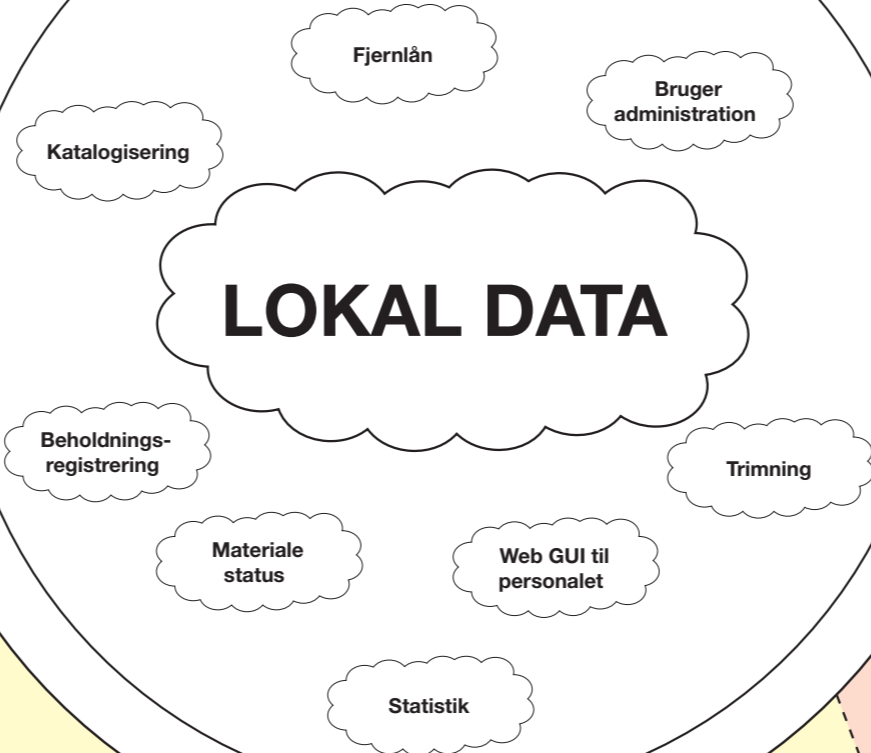 Fjernlån
Bruger
administration
Katalogisering
LOKAL DATA
Beholdnings-
registrering
Trimning
Materiale
status
Web GUI til
personalet
Statistik